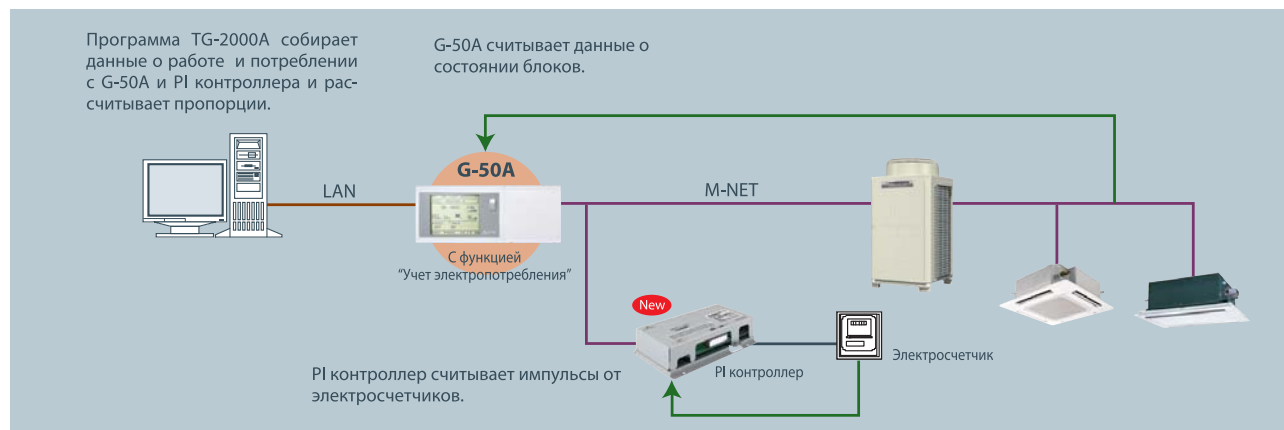 Программа TG-2000A собирает
данные о работе и потреблении
с G-50A и PI контроллера и рас-
считывает пропорции.
G-50A считывает данные о
состоянии блоков.
G-50A
LAN
M-NET
С функцией
"Учет электропотребления"
New
PI контроллер
Электросчетчик
PI контроллер считывает импульсы от
электросчетчиков.